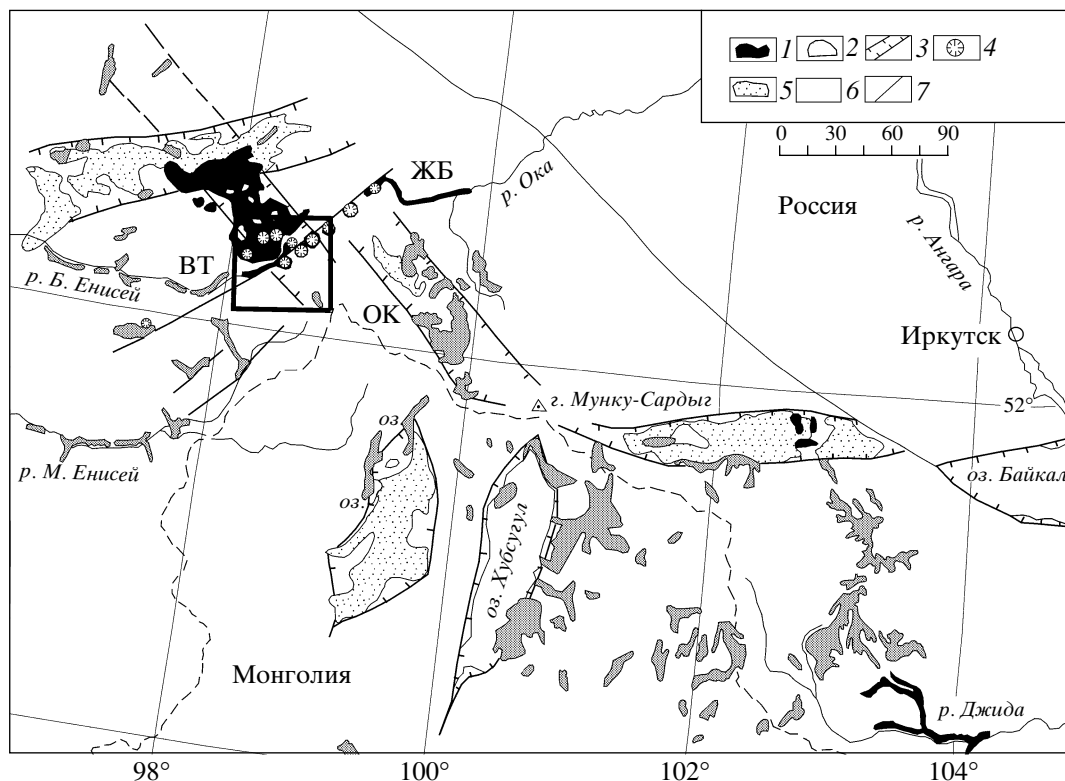 1 2 3 4
5 6 7
0 30 60 90
ЖБ
р. Ока
Россия
р. Ангара
ВТ
р. Б. Енисей
ОК
Иркутск
г. Мунку-Сардыг
52°
оз.
р. М. Енисей
оз. Байкал
оз.
оз. Хубсугул
Монголия
р. Джида
98° 100° 102° 104°